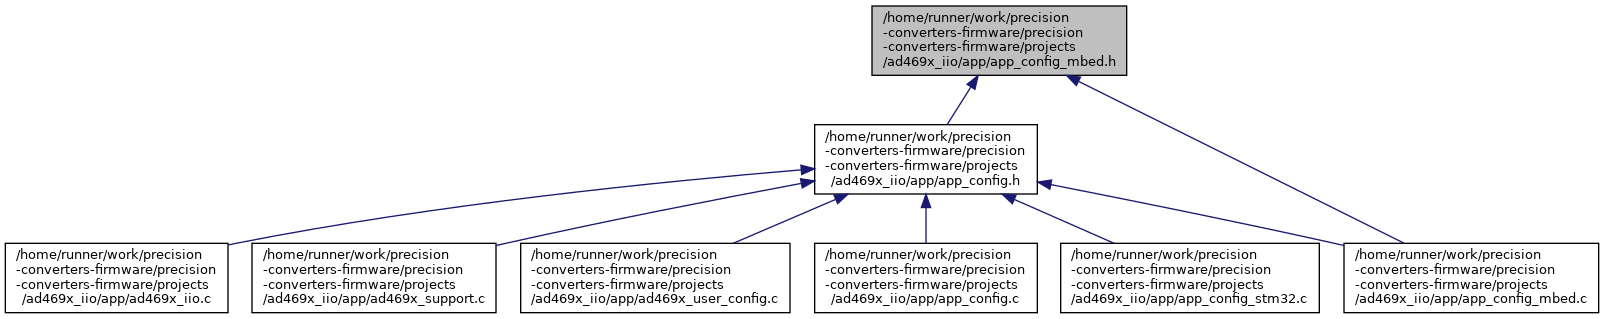 /home/runner/work/precision
-converters-firmware/precision
-converters-firmware/projects
/ad469x_iio/app/app_config_mbed.h
/home/runner/work/precision
-converters-firmware/precision
-converters-firmware/projects
/ad469x_iio/app/app_config.h
/home/runner/work/precision
-converters-firmware/precision
-converters-firmware/projects
/ad469x_iio/app/ad469x_iio.c
/home/runner/work/precision
-converters-firmware/precision
-converters-firmware/projects
/ad469x_iio/app/ad469x_support.c
/home/runner/work/precision
-converters-firmware/precision
-converters-firmware/projects
/ad469x_iio/app/ad469x_user_config.c
/home/runner/work/precision
-converters-firmware/precision
-converters-firmware/projects
/ad469x_iio/app/app_config.c
/home/runner/work/precision
-converters-firmware/precision
-converters-firmware/projects
/ad469x_iio/app/app_config_stm32.c
/home/runner/work/precision
-converters-firmware/precision
-converters-firmware/projects
/ad469x_iio/app/app_config_mbed.c